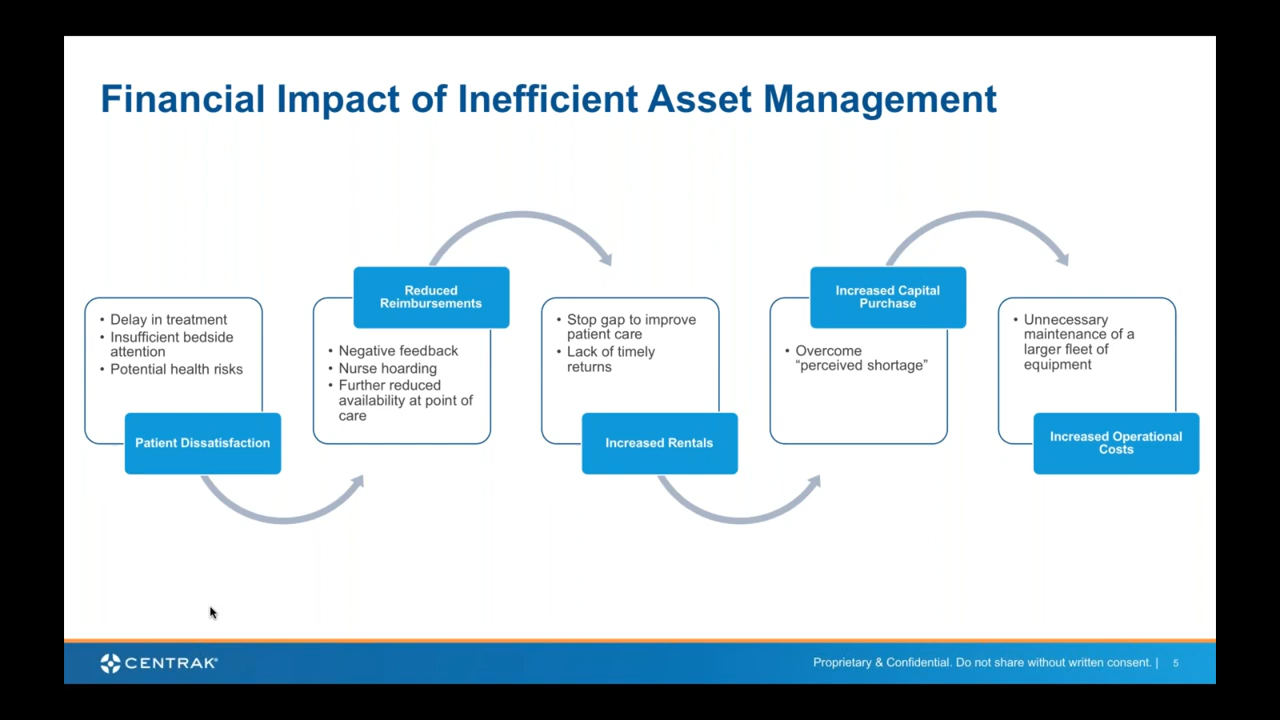 Financial Impact of Inefficient Asset Management
• Delay in treatment
• Insufficient bedside
attention
• Potential health risks
Patient Dissatisfaction
Reduced
Reimbursements
• Negative feedback
• Nurse hoarding
• Further reduced
availability at point of
care
• Stop gap to improve
patient care
• Lack of timely
returns
Increased Rentals
Increased Capital
Purchase
• Overcome
“perceived shortage”
• Unnecessary
maintenance of a
larger fleet of
equipment
Increased Operational
Costs
CENTRAK®
Proprietary & Confidential. Do not share without written consent. | 5